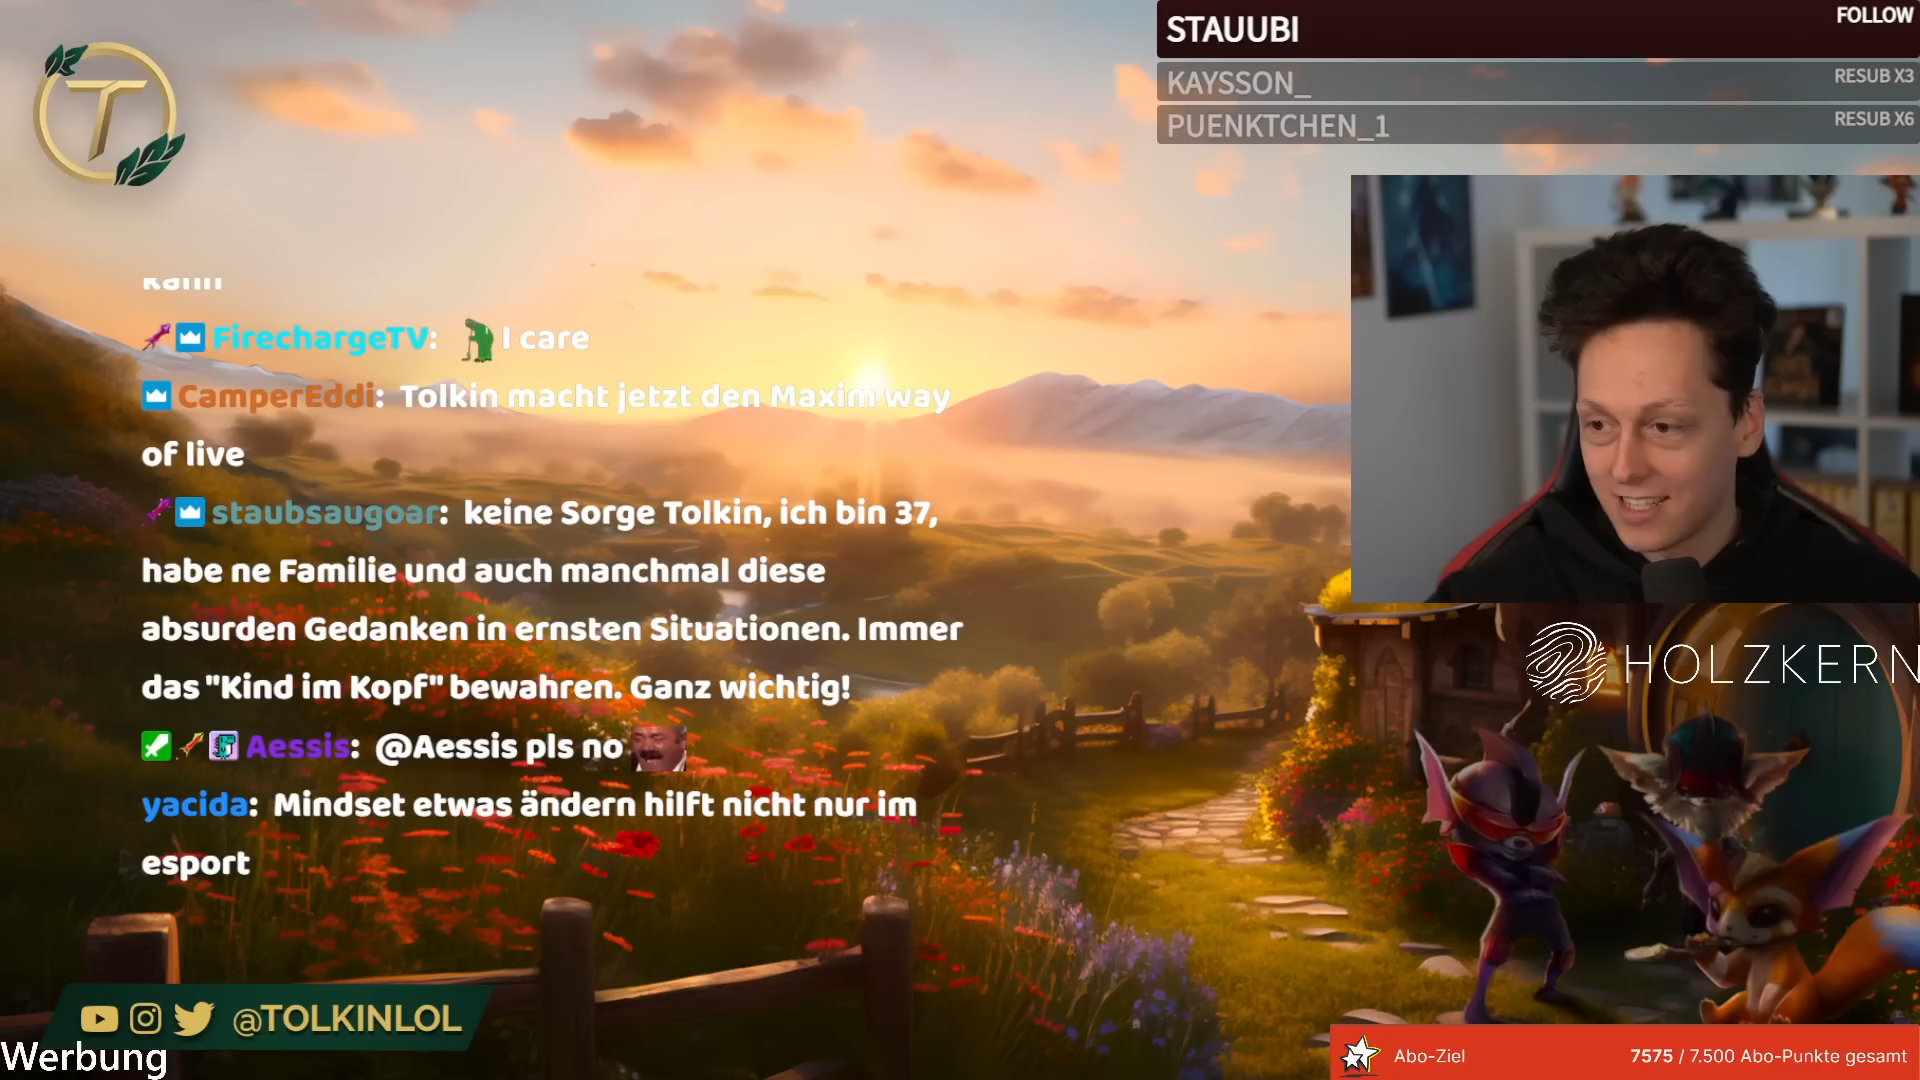 STAUUBI FOLLOW
KAYSSON_ RESUB X3
PUENKTCHEN_1 RESUB X6
T
kann
FirechargeTV: I care
CamperEddi: Tolkin macht jetzt den Maxim way
of live
staubsaugoar: keine Sorge Tolkin, ich bin 37,
habe ne Familie und auch manchmal diese
absurden Gedanken in ernsten Situationen. Immer
das "Kind im Kopf" bewahren. Ganz wichtig!
Aessis: @Aessis pls no
yacida: Mindset etwas ändern hilft nicht nur im
esport
HOLZKERN
@TOLKINLOL
Werbung
Abo-Ziel 7575 / 7.500 Abo-Punkte gesamt